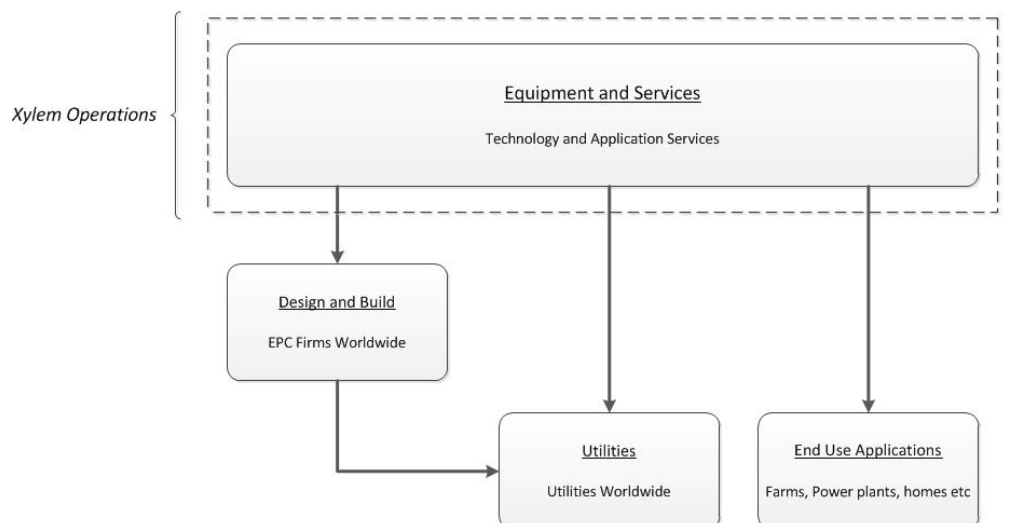 Equipment and Services
Xylem Operations
Technology and Application Services
Design and Build
EPC Firms Worldwide
Utilities
Utilities Worldwide
End Use Applications
Farms, Power plants, homes etc